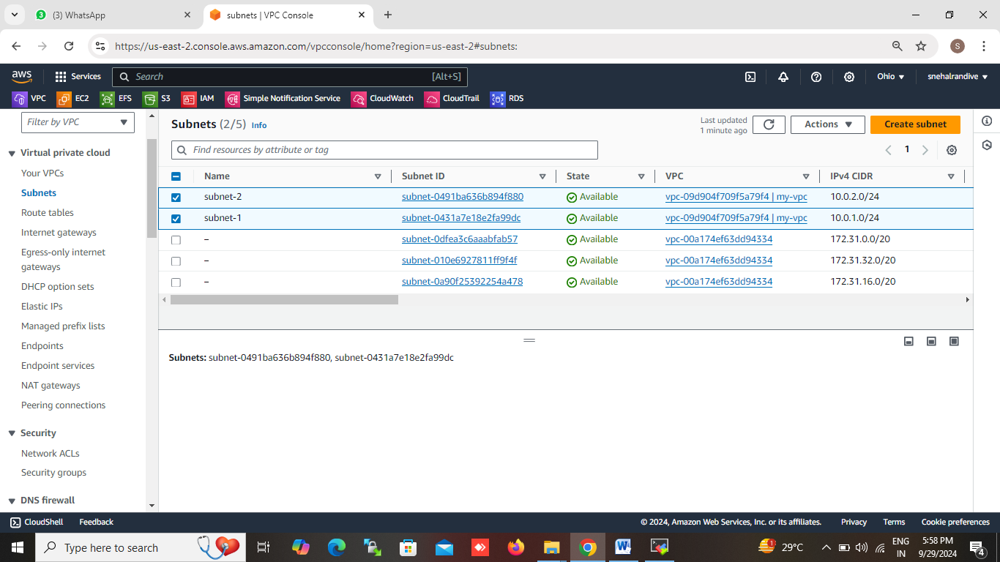 (3) WhatsApp
subnets | VPC Console
https://us-east-2.console.aws.amazon.com/vpcconsole/home?region=us-east-2#subnets:
S
aws Services Search [Alt+S] Ohio snehalrandive
VPC EC2 EFS S3 IAM Simple Notification Service CloudWatch CloudTrail RDS
Filter by VPC
Virtual private cloud
Your VPCs
Subnets
Route tables
Internet gateways
Egress-only internet
gateways
DHCP option sets
Elastic IPs
Managed prefix lists
Endpoints
Endpoint services
NAT gateways
Peering connections
Security
Network ACLs
Security groups
DNS firewall
Subnets (2/5) Info
Last updated
1 minute ago
Actions
Create subnet
Find resources by attribute or tag
1
Name Subnet ID State VPC IPv4 CIDR
subnet-2 subnet-0491ba636b894f880 Available vpc-09d904f709f5a79f4 | my-vpc 10.0.2.0/24
subnet-1 subnet-0431a7e18e2fa99dc Available vpc-09d904f709f5a79f4 | my-vpc 10.0.1.0/24
– subnet-0dfea3c6aaabfab57 Available vpc-00a174ef63dd94334 172.31.0.0/20
– subnet-010e6927811ff9f4f Available vpc-00a174ef63dd94334 172.31.32.0/20
– subnet-0a90f25392254a478 Available vpc-00a174ef63dd94334 172.31.16.0/20
Subnets: subnet-0491ba636b894f880, subnet-0431a7e18e2fa99dc
CloudShell Feedback © 2024, Amazon Web Services, Inc. or its affiliates. Privacy Terms Cookie preferences
Type here to search
1
29°C
ENG
IN
5:58 PM
9/29/2024
4